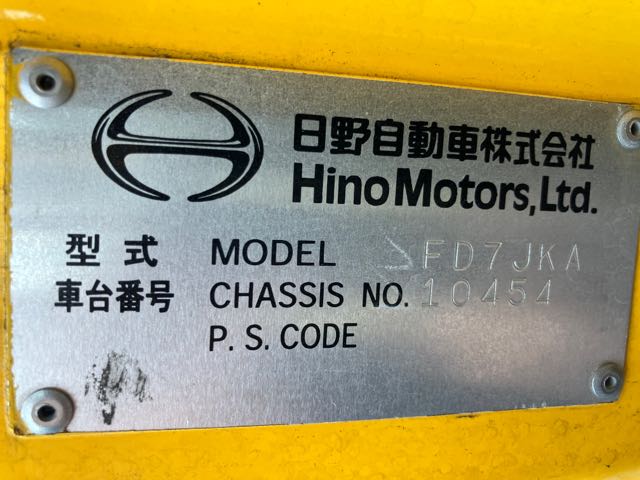 日野自動車株式会社
Hino Motors, Ltd.
型式 MODEL FD7JKA
車台番号 CHASSIS NO. 10454
P. S. CODE